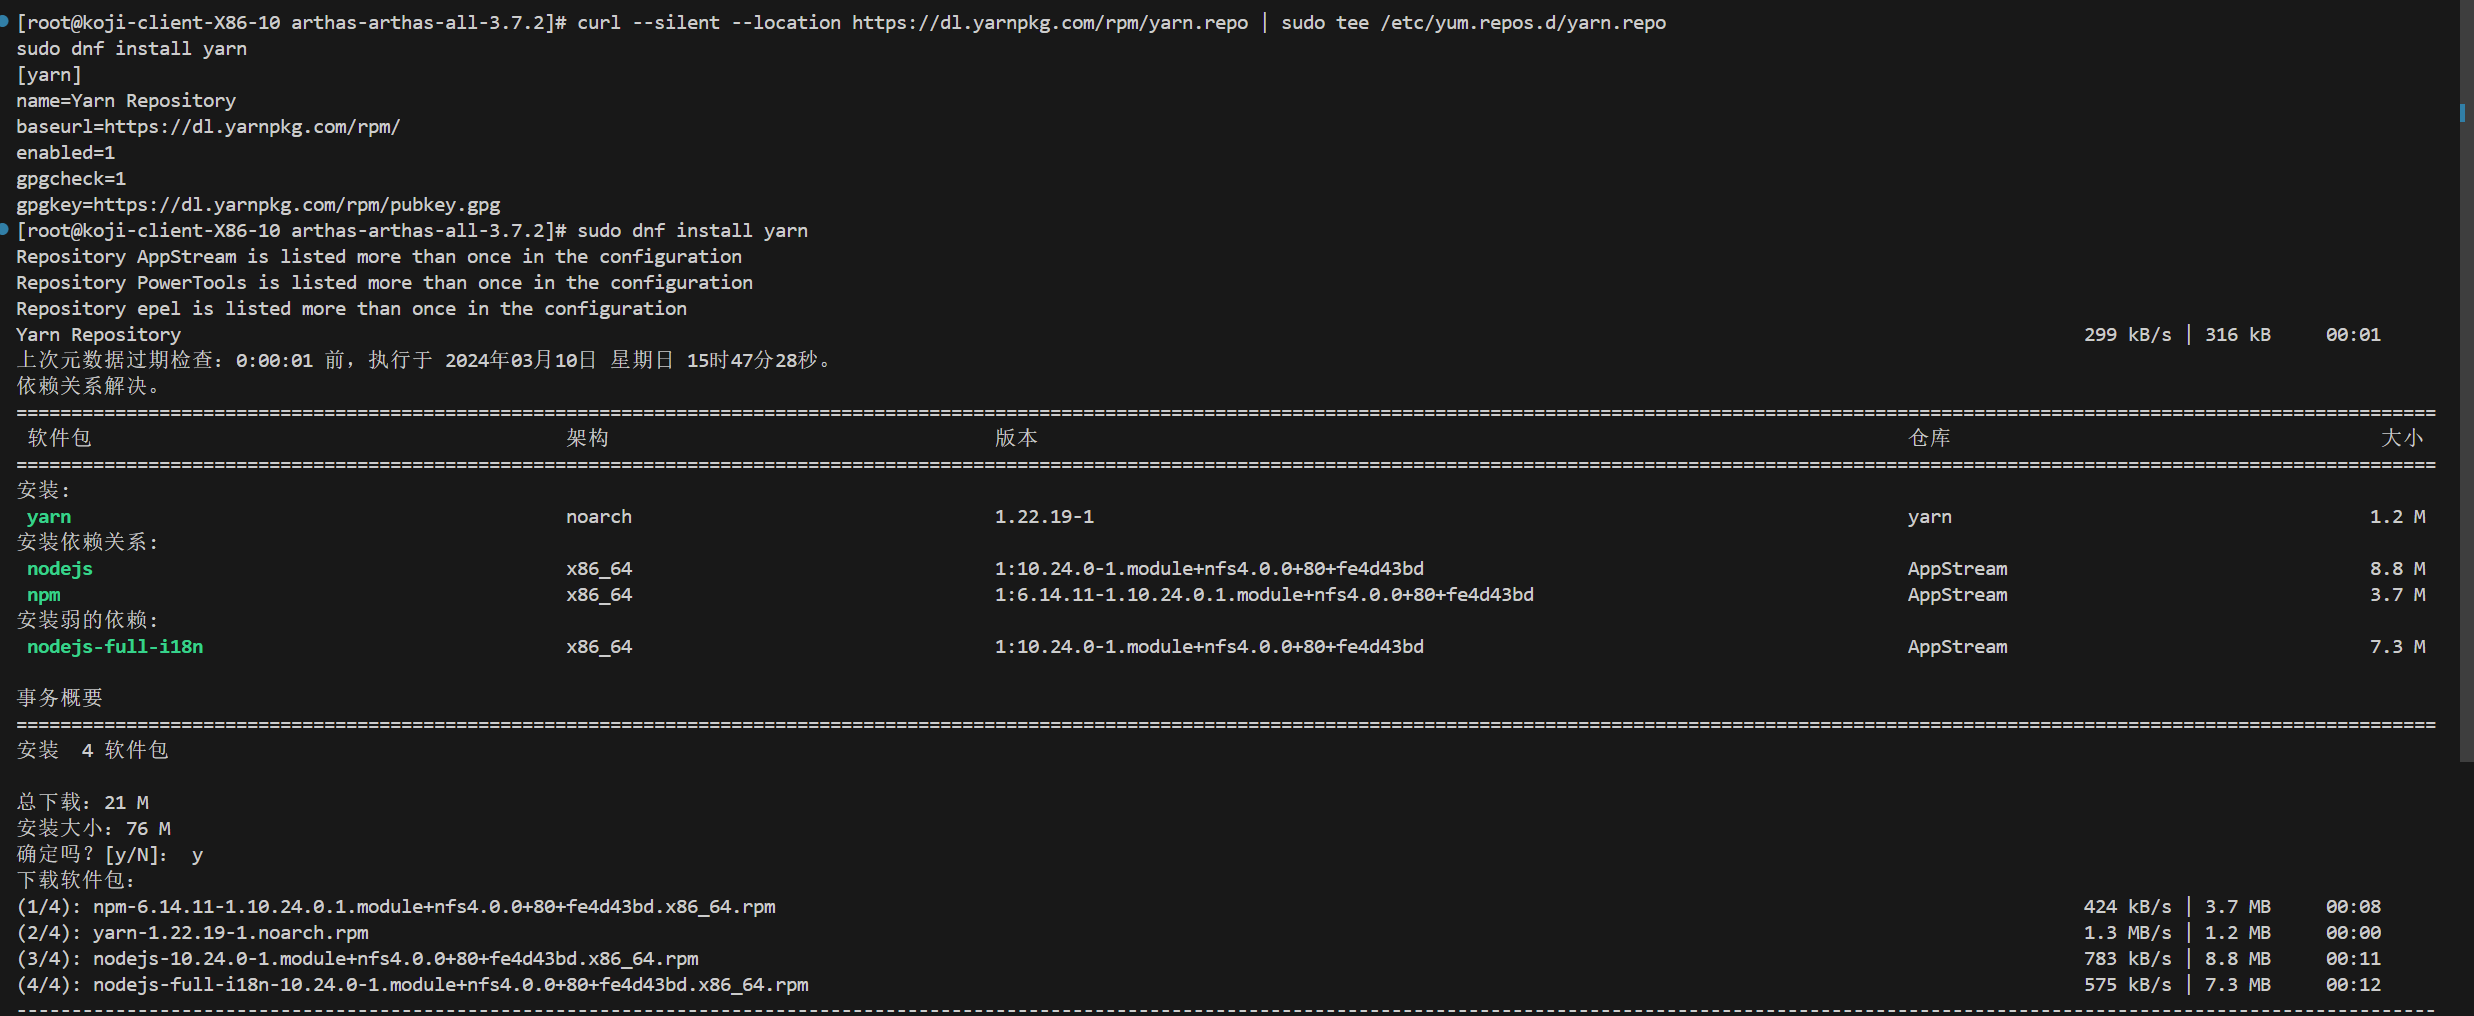 [root@koji-client-X86-10 arthas-arthas-all-3.7.2]# curl --silent --location https://dl.yarnpkg.com/rpm/yarn.repo | sudo tee /etc/yum.repos.d/yarn.repo
sudo dnf install yarn
[yarn]
name=Yarn Repository
baseurl=https://dl.yarnpkg.com/rpm/
enabled=1
gpgcheck=1
gpgkey=https://dl.yarnpkg.com/rpm/pubkey.gpg
[root@koji-client-X86-10 arthas-arthas-all-3.7.2]# sudo dnf install yarn
Repository AppStream is listed more than once in the configuration
Repository PowerTools is listed more than once in the configuration
Repository epel is listed more than once in the configuration
Yarn Repository 299 kB/s | 316 kB 00:01
上次元数据过期检查：0:00:01 前，执行于 2024年03月10日 星期日 15时47分28秒。
依赖关系解决。
软件包 架构 版本 仓库 大小
安装:
yarn noarch 1.22.19-1 yarn 1.2 M
安装依赖关系:
nodejs x86_64 1:10.24.0-1.module+nfs4.0.0+80+fe4d43bd AppStream 8.8 M
npm x86_64 1:6.14.11-1.10.24.0.1.module+nfs4.0.0+80+fe4d43bd AppStream 3.7 M
安装弱的依赖:
nodejs-full-i18n x86_64 1:10.24.0-1.module+nfs4.0.0+80+fe4d43bd AppStream 7.3 M
事务概要
安装 4 软件包
总下载：21 M
安装大小：76 M
确定吗？[y/N]： y
下载软件包：
(1/4): npm-6.14.11-1.10.24.0.1.module+nfs4.0.0+80+fe4d43bd.x86_64.rpm 424 kB/s | 3.7 MB 00:08
(2/4): yarn-1.22.19-1.noarch.rpm 1.3 MB/s | 1.2 MB 00:00
(3/4): nodejs-10.24.0-1.module+nfs4.0.0+80+fe4d43bd.x86_64.rpm 783 kB/s | 8.8 MB 00:11
(4/4): nodejs-full-i18n-10.24.0-1.module+nfs4.0.0+80+fe4d43bd.x86_64.rpm 575 kB/s | 7.3 MB 00:12